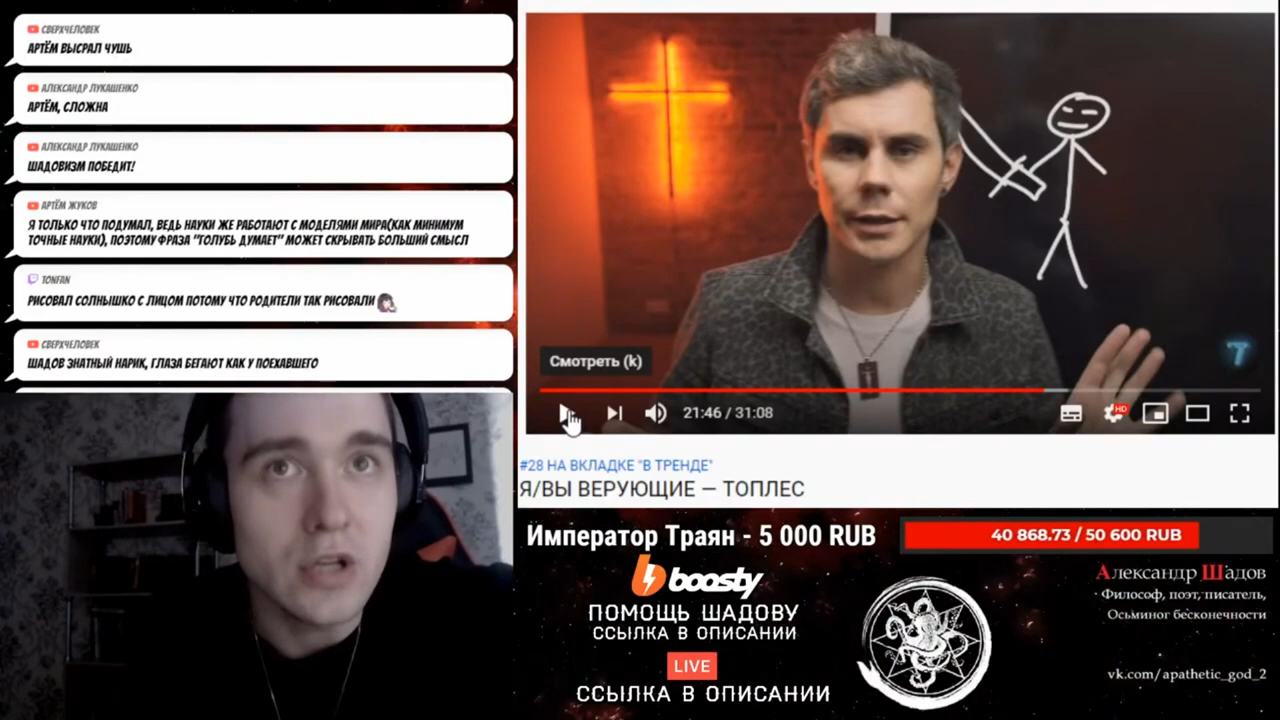 СВЕРХЧЕЛОВЕК
АРТЁМ ВЫСРАЛ ЧУШЬ
АЛЕКСАНДР ЛУКАШЕНКО
АРТЁМ, СЛОЖНА
АЛЕКСАНДР ЛУКАШЕНКО
ШАДОВИЗМ ПОБЕДИТ!
АРТЁМ ЖУКОВ
Я ТОЛЬКО ЧТО ПОДУМАЛ, ВЕДЬ НАУКИ ЖЕ РАБОТАЮТ С МОДЕЛЯМИ МИРА(КАК МИНИМУМ
ТОЧНЫЕ НАУКИ), ПОЭТОМУ ФРАЗА "ГОЛУБЬ ДУМАЕТ" МОЖЕТ СКРЫВАТЬ БОЛЬШИЙ СМЫСЛ
TONFAN
РИСОВАЛ СОЛНЫШКО С ЛИЦОМ ПОТОМУ ЧТО РОДИТЕЛИ ТАК РИСОВАЛИ
СВЕРХЧЕЛОВЕК
ШАДОВ ЗНАТНЫЙ НАРИК, ГЛАЗА БЕГАЮТ КАК У ПОЕХАВШЕГО
Смотреть (k)
21:46 / 31:08
HD
#28 НА ВКЛАДКЕ "В ТРЕНДЕ"
Я/ВЫ ВЕРУЮЩИЕ — ТОПЛЕС
Император Траян - 5 000 RUB
40 868.73 / 50 600 RUB
boosty
ПОМОЩЬ ШАДОВУ
ССЫЛКА В ОПИСАНИИ
LIVE
ССЫЛКА В ОПИСАНИИ
Александр Шадов
Философ, поэт, писатель,
Осьминог бесконечности
vk.com/apathetic_god_2